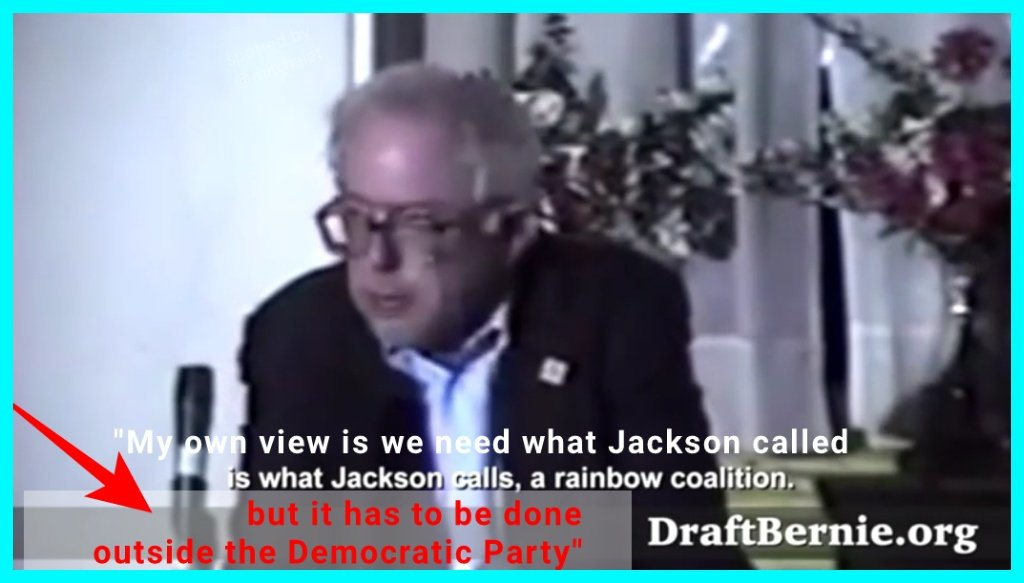 "My own view is we need what Jackson called
is what Jackson calls, a rainbow coalition.
but it has to be done
outside the Democratic Party"
DraftBernie.org